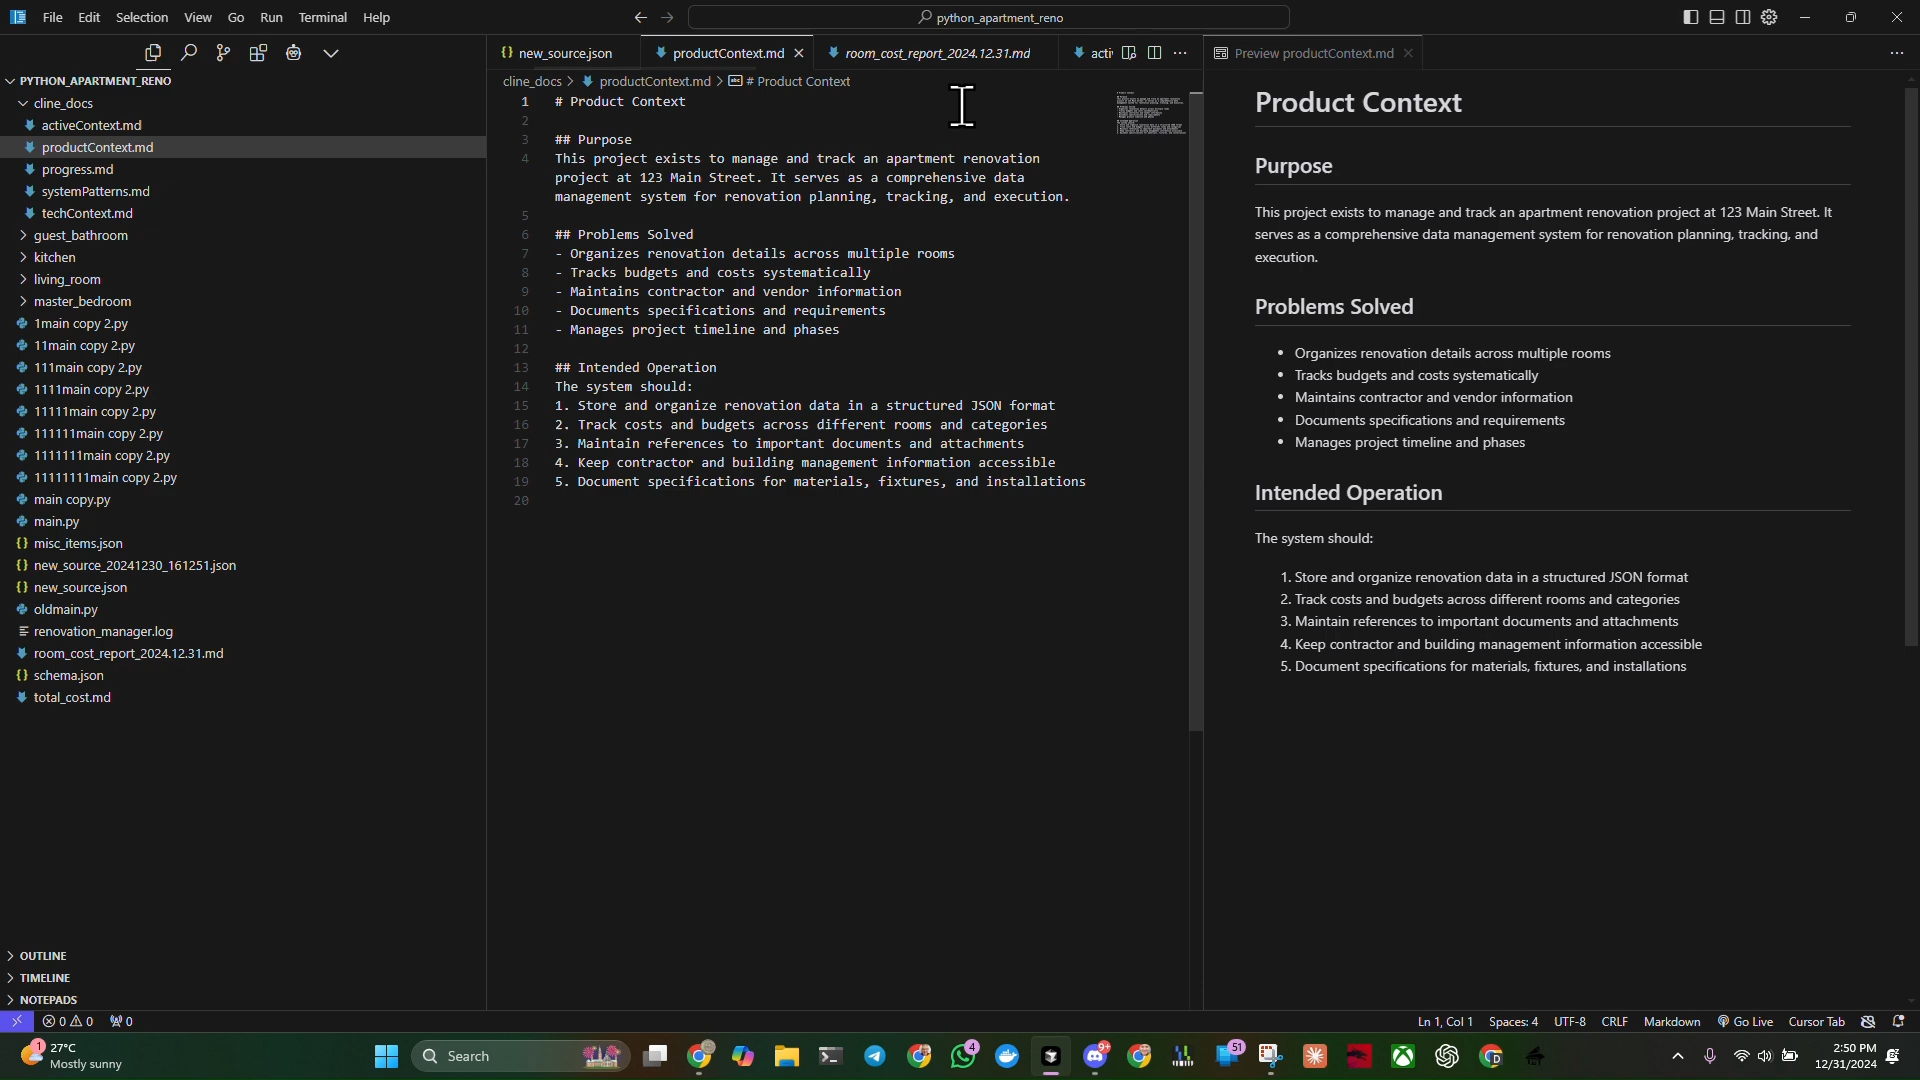 File Edit Selection View Go Run Terminal Help
python_apartment_reno
PYTHON_APARTMENT_RENO
cline_docs
activeContext.md
productContext.md
progress.md
systemPatterns.md
techContext.md
guest_bathroom
kitchen
living_room
master_bedroom
1main copy 2.py
11main copy 2.py
111main copy 2.py
1111main copy 2.py
11111main copy 2.py
111111main copy 2.py
1111111main copy 2.py
11111111main copy 2.py
main copy.py
main.py
misc_items.json
new_source_20241230_161251.json
new_source.json
oldmain.py
renovation_manager.log
room_cost_report_2024.12.31.md
schema.json
total_cost.md
OUTLINE
TIMELINE
NOTEPADS
new_source.json productContext.md room_cost_report_2024.12.31.md acti
cline_docs > productContext.md > # Product Context
1 # Product Context
2
3 ## Purpose
4 This project exists to manage and track an apartment renovation
project at 123 Main Street. It serves as a comprehensive data
management system for renovation planning, tracking, and execution.
5
6 ## Problems Solved
7 - Organizes renovation details across multiple rooms
8 - Tracks budgets and costs systematically
9 - Maintains contractor and vendor information
10 - Documents specifications and requirements
11 - Manages project timeline and phases
12
13 ## Intended Operation
14 The system should:
15 1. Store and organize renovation data in a structured JSON format
16 2. Track costs and budgets across different rooms and categories
17 3. Maintain references to important documents and attachments
18 4. Keep contractor and building management information accessible
19 5. Document specifications for materials, fixtures, and installations
20
Preview productContext.md
Product Context
Purpose
This project exists to manage and track an apartment renovation project at 123 Main Street. It
serves as a comprehensive data management system for renovation planning, tracking, and
execution.
Problems Solved
• Organizes renovation details across multiple rooms
• Tracks budgets and costs systematically
• Maintains contractor and vendor information
• Documents specifications and requirements
• Manages project timeline and phases
Intended Operation
The system should:
1. Store and organize renovation data in a structured JSON format
2. Track costs and budgets across different rooms and categories
3. Maintain references to important documents and attachments
4. Keep contractor and building management information accessible
5. Document specifications for materials, fixtures, and installations
0 0 0
Ln 1, Col 1 Spaces: 4 UTF-8 CRLF Markdown Go Live Cursor Tab
1
27°C
Mostly sunny
Search
4
9+
51
2:50 PM
12/31/2024